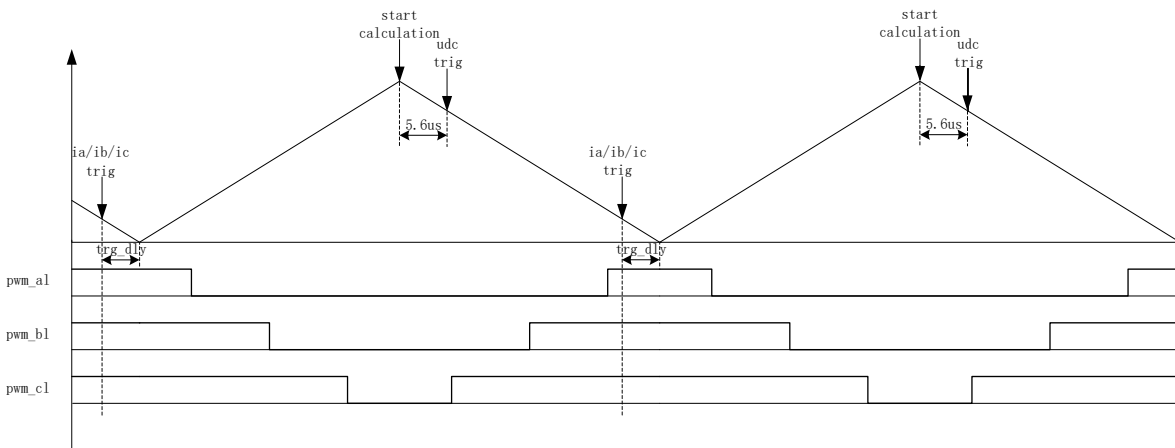 start
calculation
udc
trig
5.6us
ia/ib/ic
trig
trg_dly
ia/ib/ic
trig
trg_dly
start
calculation
udc
trig
5.6us
pwm_al
pwm_bl
pwm_cl